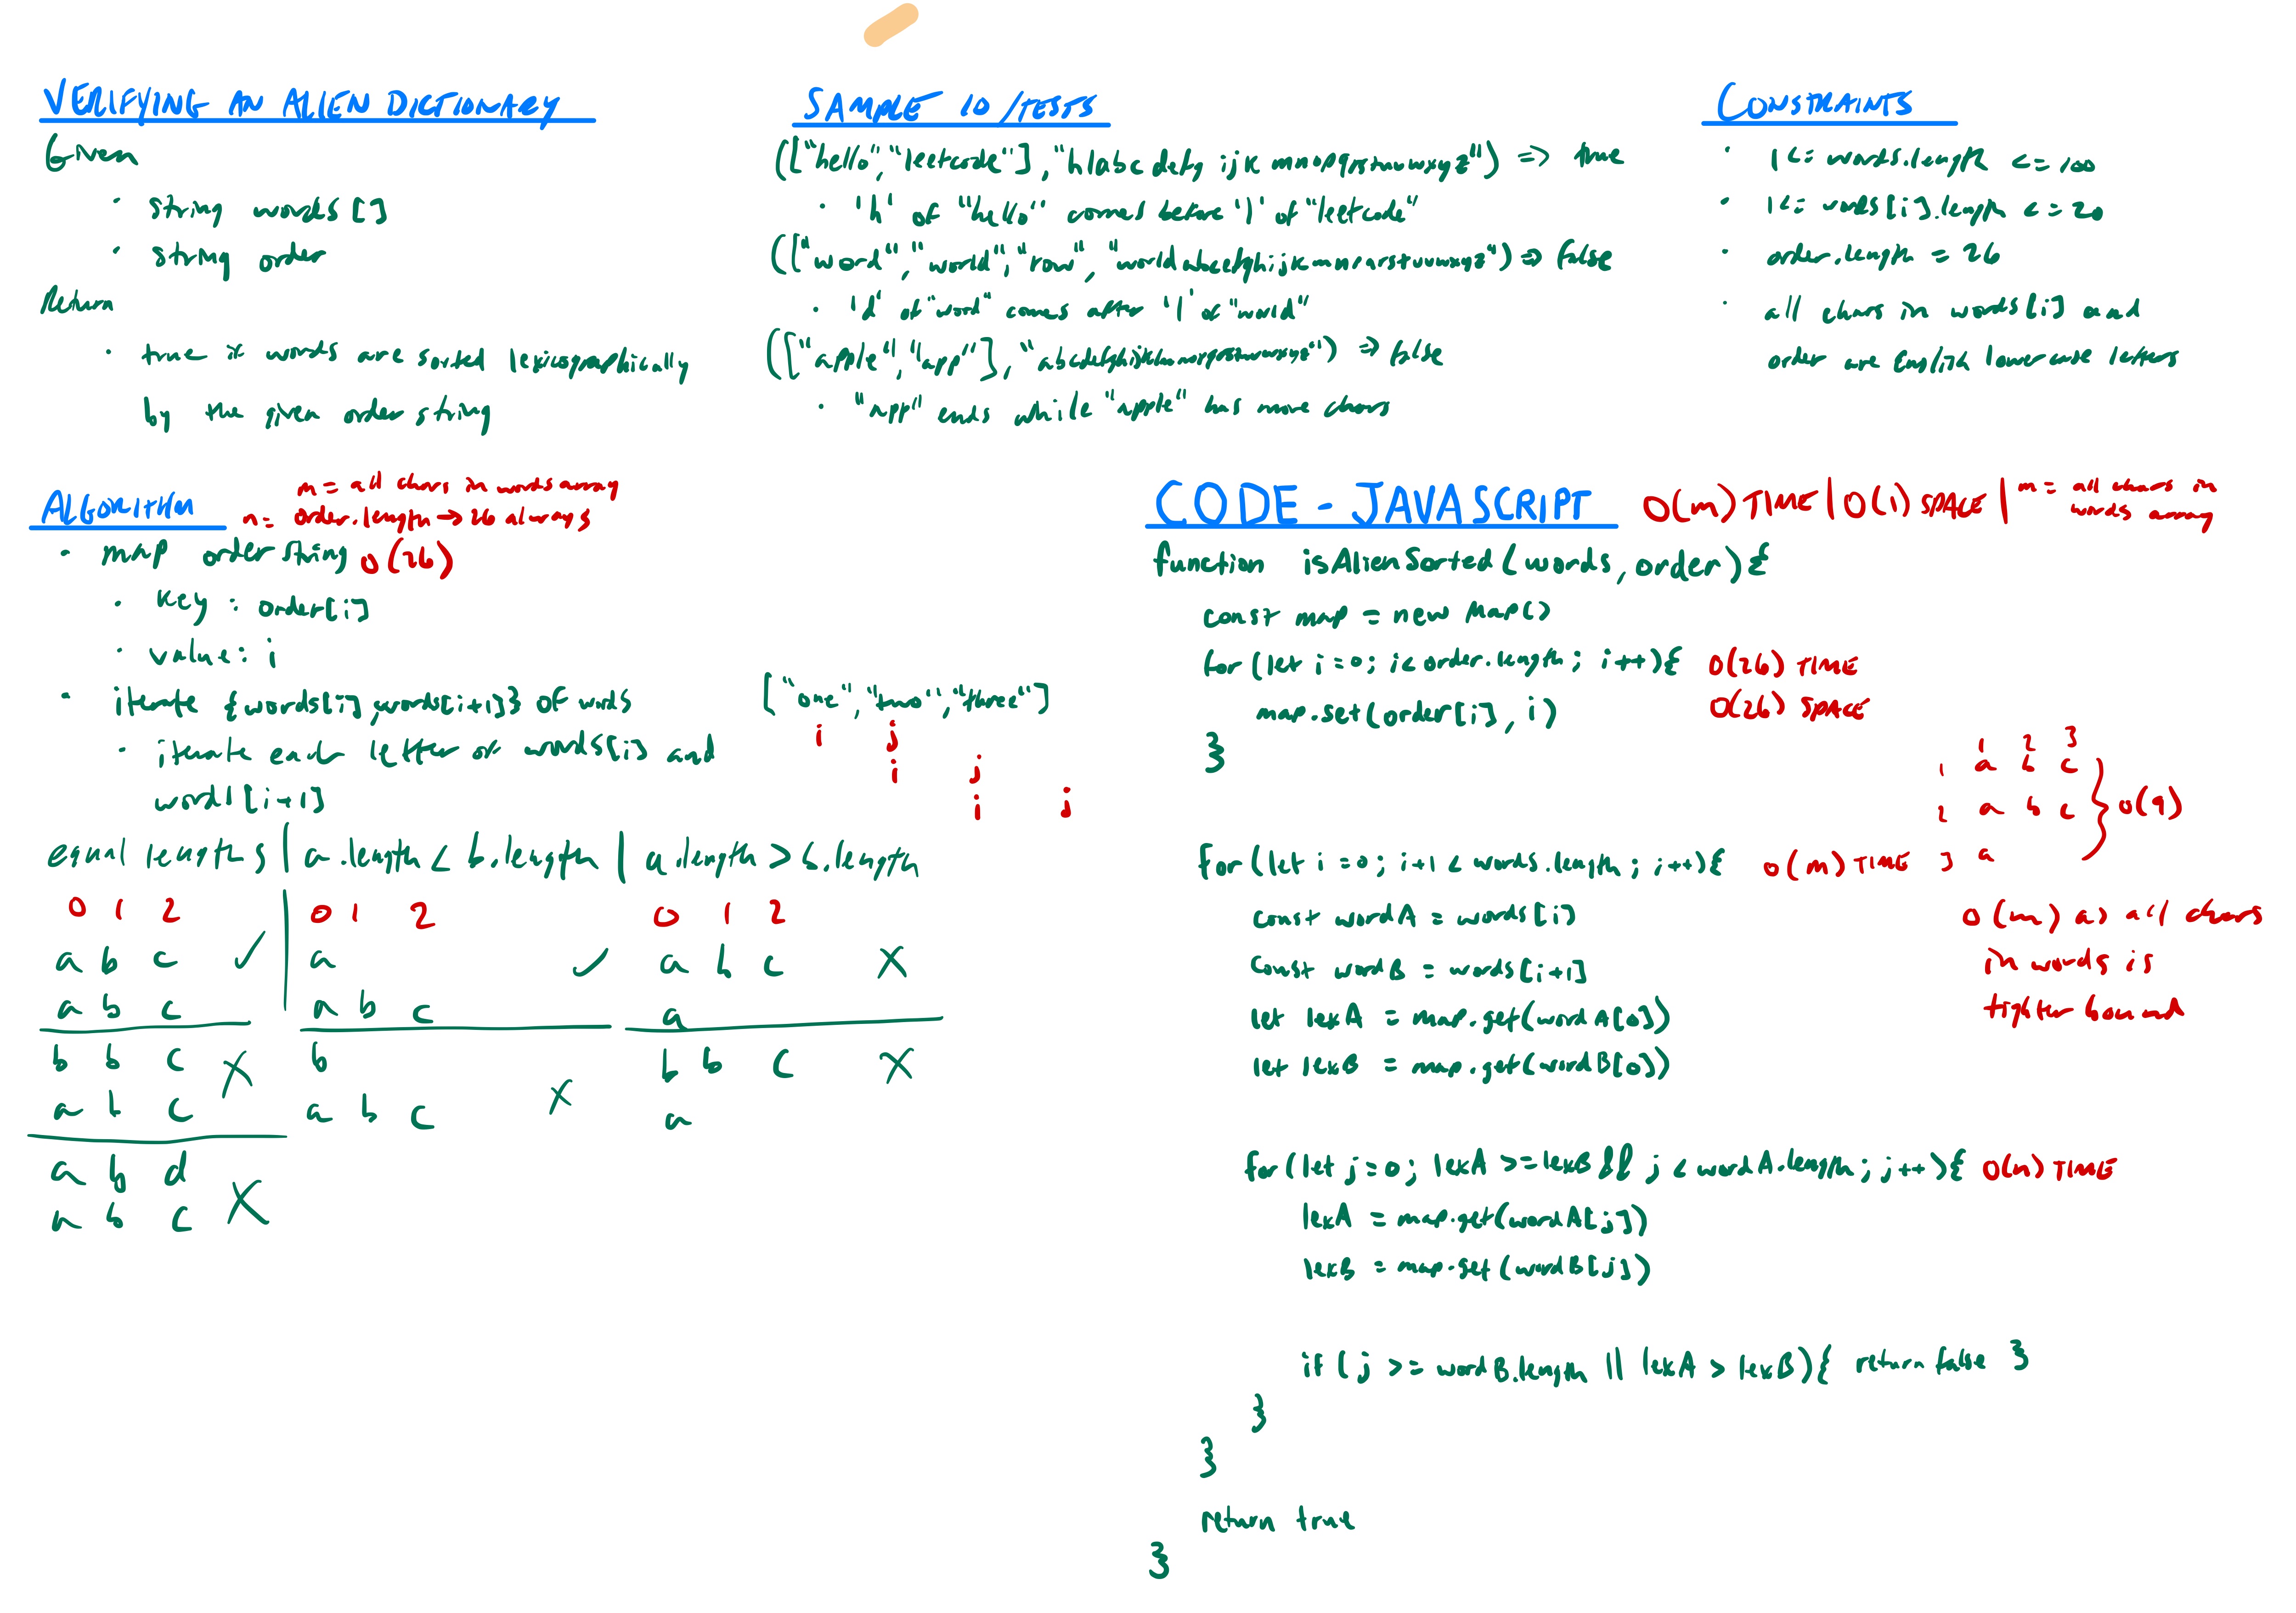 VERIFYING AN ALIEN DICTIONARY
Given
· string words []
· string order
Return
· true if words are sorted lexicographically
by the given order string
SAMPLE IO/TESTS
(["hello","leetcode"],"hlabcdefgijkmnopqrstuvwxyz") => true
· 'h' of "hello" comes before 'l' of "leetcode"
(["word","world","row", "worldabcefghijkmnpqrstuvwxyz") => false
· 'd' of "word" comes after 'l' of "world"
(["apple","app"],"abcdefghijklmnopqrstuvwxyz") => false
· "app" ends while "apple" has more chars
CONSTRAINTS
· 1<= words.length <= 100
· 1<= words[i].length <= 20
· order.length = 26
· all chars in words[i] and
order are English lowercase letters
ALGORITHM
m = all chars in words array
n = order.length → 26 always
· map order string O(26)
· key : order[i]
· value: i
· iterate {words[i],words[i+1]} of words
· iterate each letter of words[i] and
words[i+1]
["one","two","three"]
i j
i j
i j
equal lengths | a.length < b.length | a.length > b.length
0 1 2 0 1 2 0 1 2
a b c ✓ a ✓ a b c X
a b c a b c a
b b c X b b b c X
a b c a b c X a
a b d X
a b c
CODE - JAVASCRIPT O(m) TIME | O(1) SPACE | m = all chars in
words array
function isAlienSorted(words, order){
const map = new Map()
for (let i=0; i<order.length; i++){ O(26) TIME
map.set(order[i], i) O(26) SPACE
}
1 2 3
1 a b c
2 a b c } O(9)
3 a
for (let i=0; i+1 < words.length; i++){ O(m) TIME
const wordA = words[i]
const wordB = words[i+1]
let lexA = map.get(wordA[0])
let lexB = map.get(wordB[0])
O(m) as all chars
in words is
tighter bound
for (let j=0; lexA >= lexB && j < wordA.length; j++){ O(n) TIME
lexA = map.get(wordA[j])
lexB = map.get(wordB[j])
if (j >= wordB.length || lexA > lexB){ return false }
}
}
return true
}